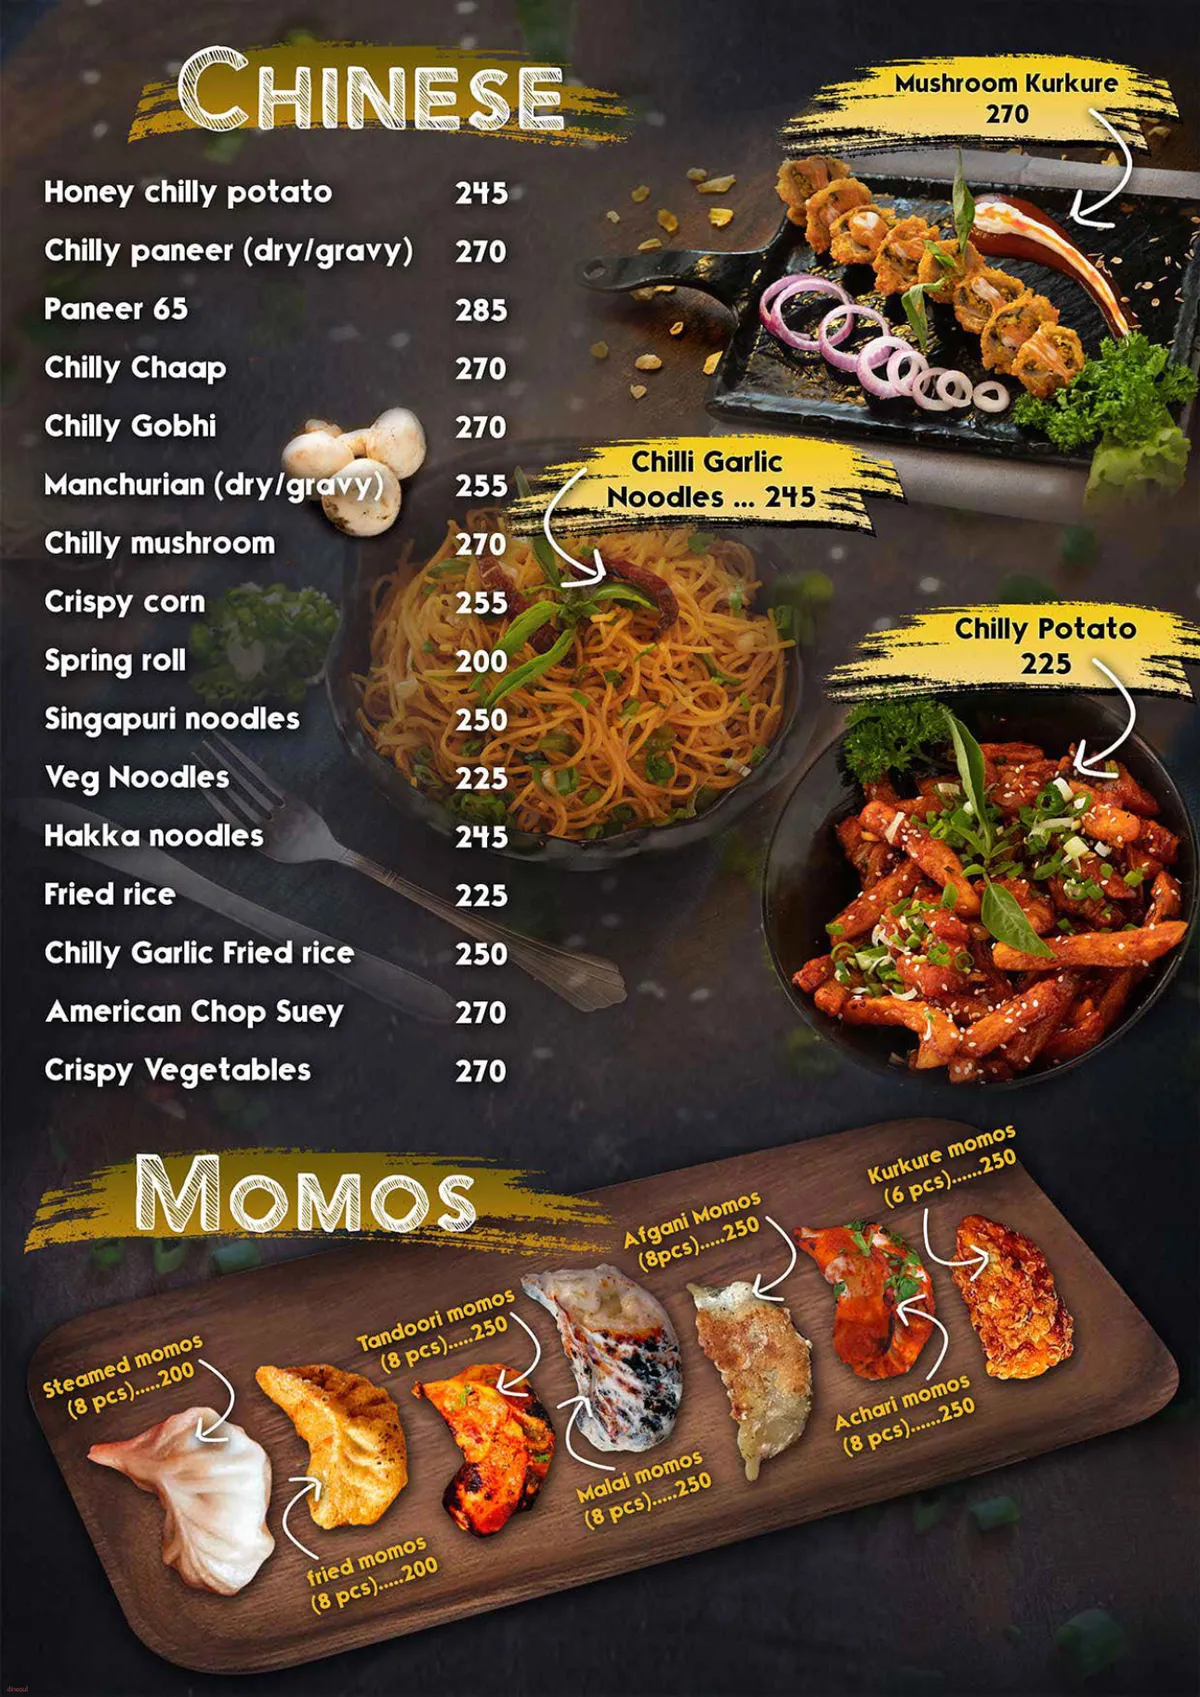 CHINESE
Honey chilly potato 245
Chilly paneer (dry/gravy) 270
Paneer 65 285
Chilly Chaap 270
Chilly Gobhi 270
Manchurian (dry/gravy) 255
Chilly mushroom 270
Crispy corn 255
Spring roll 200
Singapuri noodles 250
Veg Noodles 225
Hakka noodles 245
Fried rice 225
Chilly Garlic Fried rice 250
American Chop Suey 270
Crispy Vegetables 270
Mushroom Kurkure
270
Chilli Garlic
Noodles ... 245
Chilly Potato
225
MOMOS
Steamed momos
(8 pcs).....200
fried momos
(8 pcs).....200
Tandoori momos
(8 pcs).....250
Malai momos
(8 pcs).....250
Afgani Momos
(8pcs).....250
Achari momos
(8 pcs)......250
Kurkure momos
(6 pcs)......250